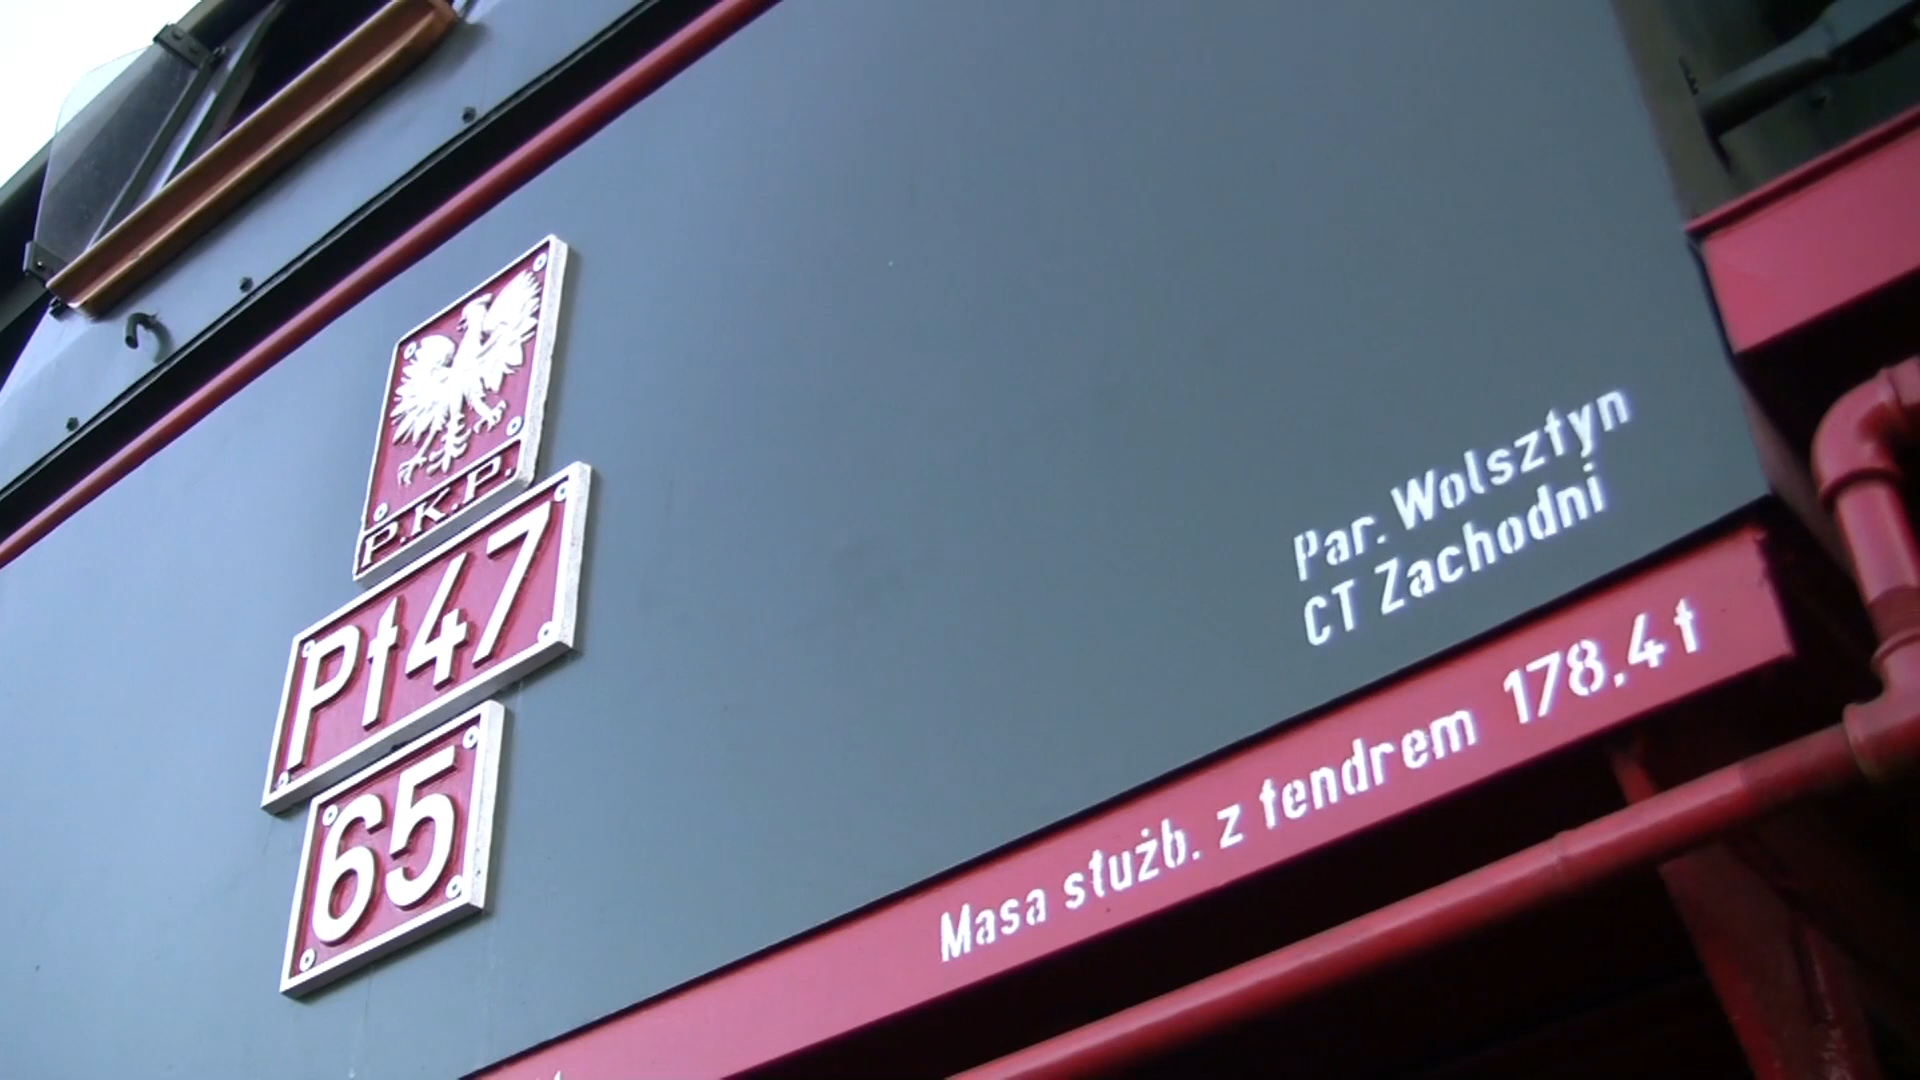 P.K.P.
Pt47
65
Par. Wolsztyn
CT Zachodni
Masa służb. z tendrem 178.4 t